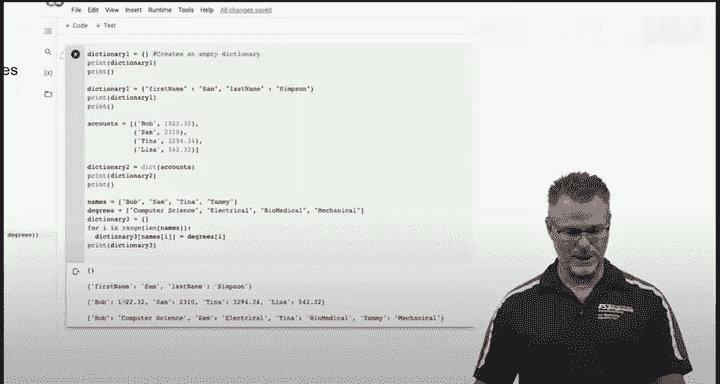 File Edit View Insert Runtime Tools Help All changes saved
+ Code + Text
es
{x}
dictionary1 = {} #Creates an empty dictionary
print(dictionary1)
print()
dictionary1 = {"firstName" : "Sam", "lastName" : "Simpson"}
print(dictionary1)
print()
accounts = [('Bob', 1922.32),
('Sam', 2310),
('Tina', 3294.34),
('Lisa', 542.32)]
dictionary2 = dict(accounts)
print(dictionary2)
print()
names = ['Bob', "Sam", "Tina", "Tammy"]
degrees = ["Computer Science", "Electrical", "BioMedical", "Mechanical"]
dictionary3 = {}
for i in range(len(names)):
dictionary3[names[i]] = degrees[i]
print(dictionary3)
degrees))
{}
{'firstName': 'Sam', 'lastName': 'Simpson'}
{'Bob': 1922.32, 'Sam': 2310, 'Tina': 3294.34, 'Lisa': 542.32}
{'Bob': 'Computer Science', 'Sam': 'Electrical', 'Tina': 'BioMedical', 'Tammy': 'Mechanical'}